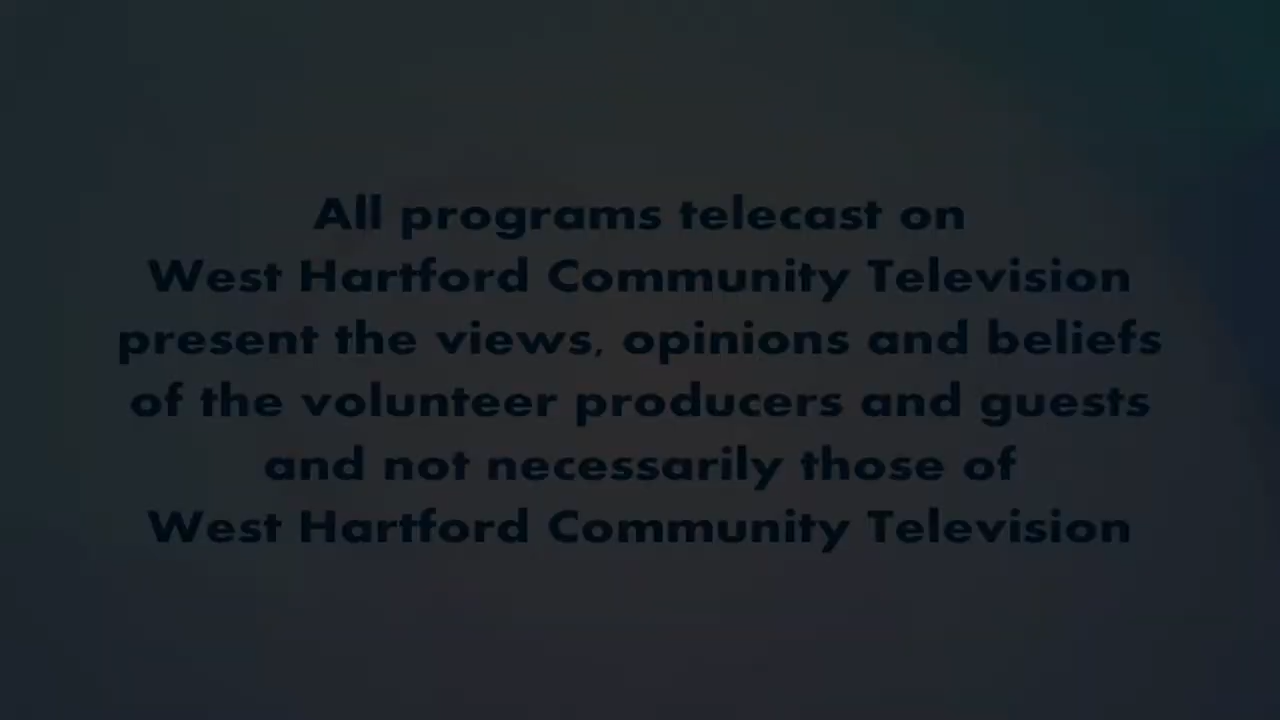 All programs telecast on
West Hartford Community Television
present the views, opinions and beliefs
of the volunteer producers and guests
and not necessarily those of
West Hartford Community Television